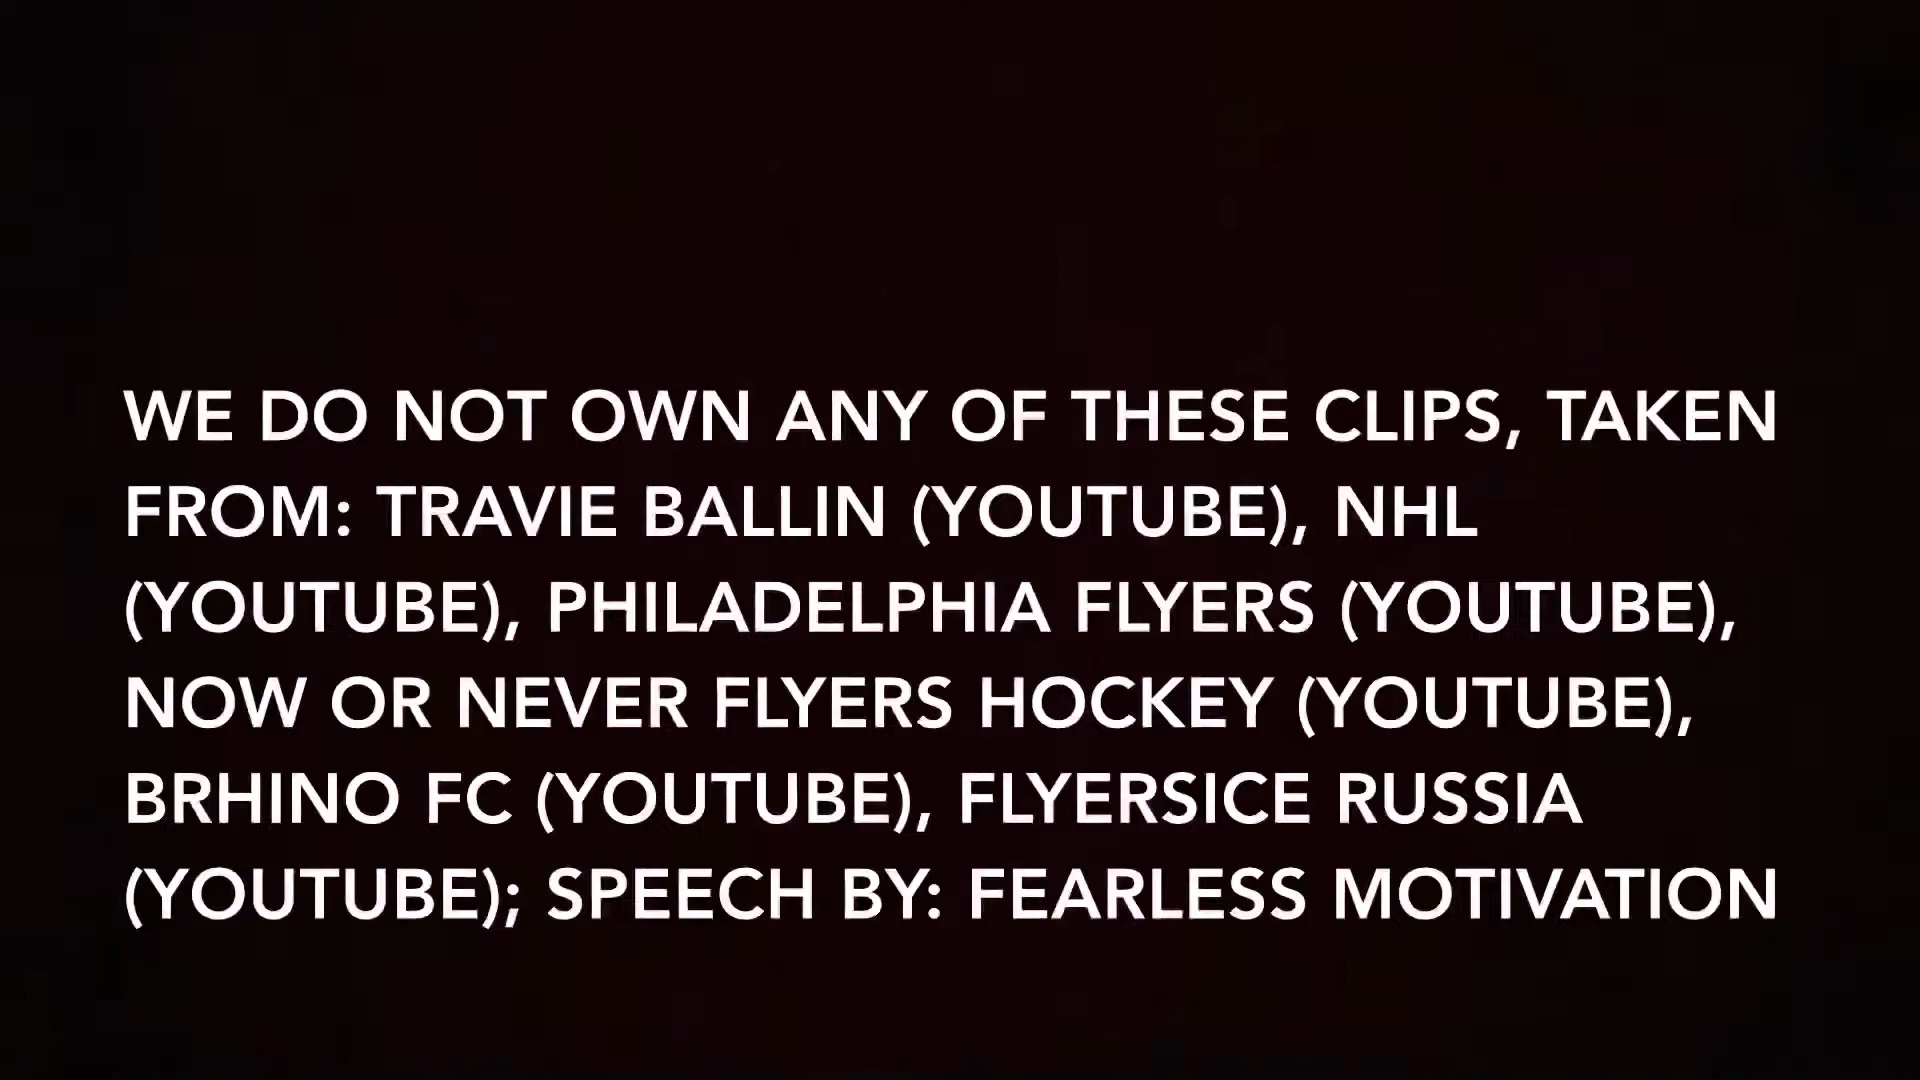 WE DO NOT OWN ANY OF THESE CLIPS, TAKEN
FROM: TRAVIE BALLIN (YOUTUBE), NHL
(YOUTUBE), PHILADELPHIA FLYERS (YOUTUBE),
NOW OR NEVER FLYERS HOCKEY (YOUTUBE),
BRHINO FC (YOUTUBE), FLYERSICE RUSSIA
(YOUTUBE); SPEECH BY: FEARLESS MOTIVATION